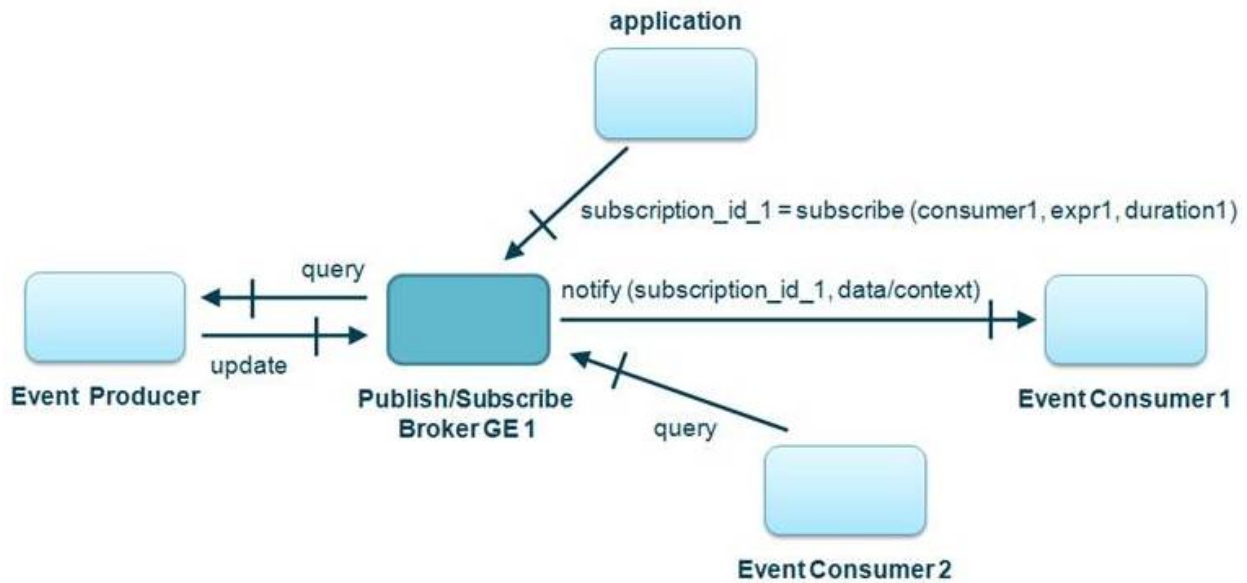 application
subscription_id_1 = subscribe (consumer1, expr1, duration1)
query
notify (subscription_id_1, data/context)
update
Event Producer
Publish/Subscribe
Broker GE 1
Event Consumer 1
query
Event Consumer 2